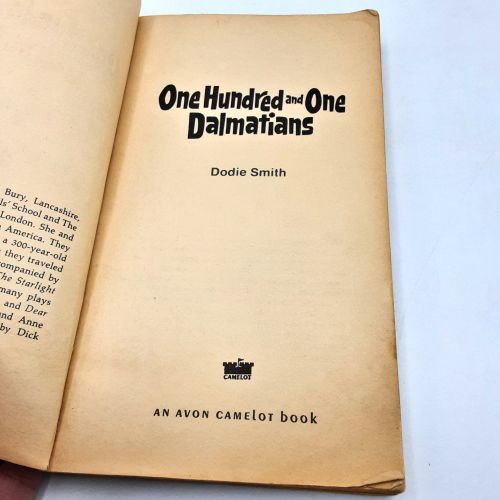 Bury, Lancashire,
ls' School and The
London. She and
America. They
a 300-year-old
they traveled
companied by
The Starlight
many plays
and Dear
and Anne
by Dick
One Hundred and One
Dalmatians
Dodie Smith
CAMELOT
AN AVON CAMELOT book